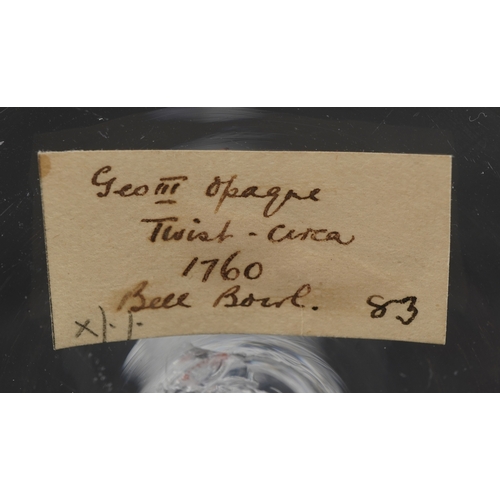 Geo III Opaque
Twist - circa
1760
Bell Bowl. 83